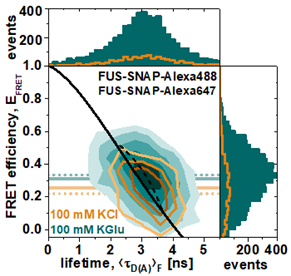 events
400
200
0
1.0
FUS-SNAP-Alexa488
FUS-SNAP-Alexa647
FRET efficiency, E_FRET
0.8
0.6
0.4
0.2
0.0
100 mM KCl
100 mM KGlu
0 1 2 3 4 5
0 200 400
lifetime, ⟨τ_D(A)⟩_F [ns]
events